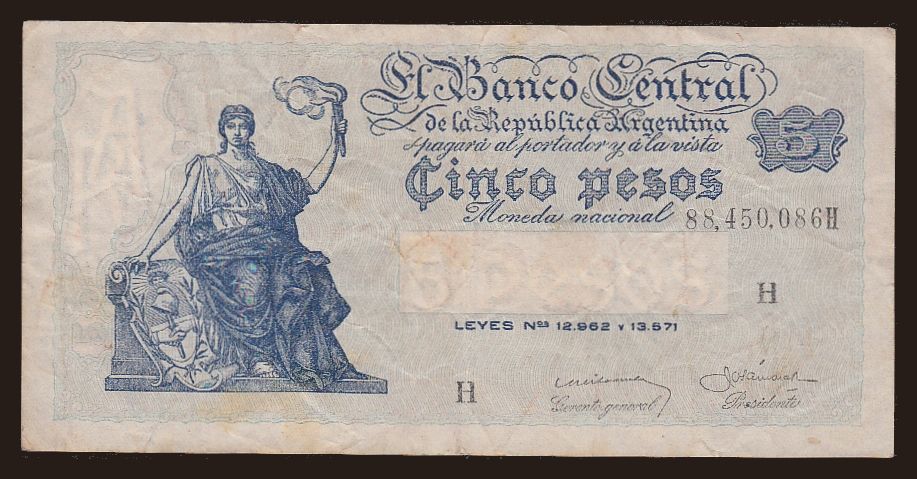 El Banco Central
de la República Argentina
5
pagará al portador y á la vista
Cinco pesos
Moneda nacional 88,450,086H
H
LEYES Nos 12.962 Y 13.571
H
Gerente general Presidente